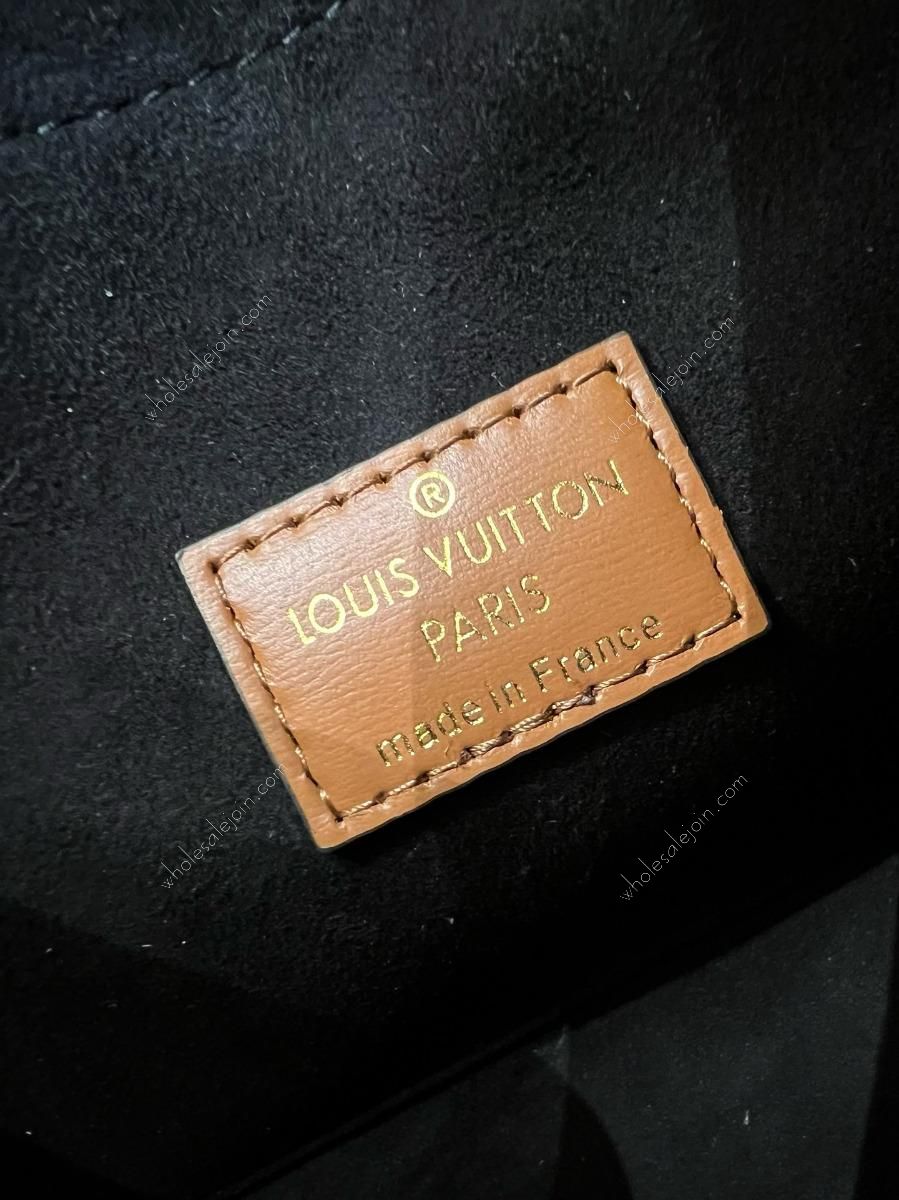 wholesalejoin.com
wholesalejoin.com
®
LOUIS VUITTON
PARIS
made in France
wholesalejoin.com
wholesalejoin.com